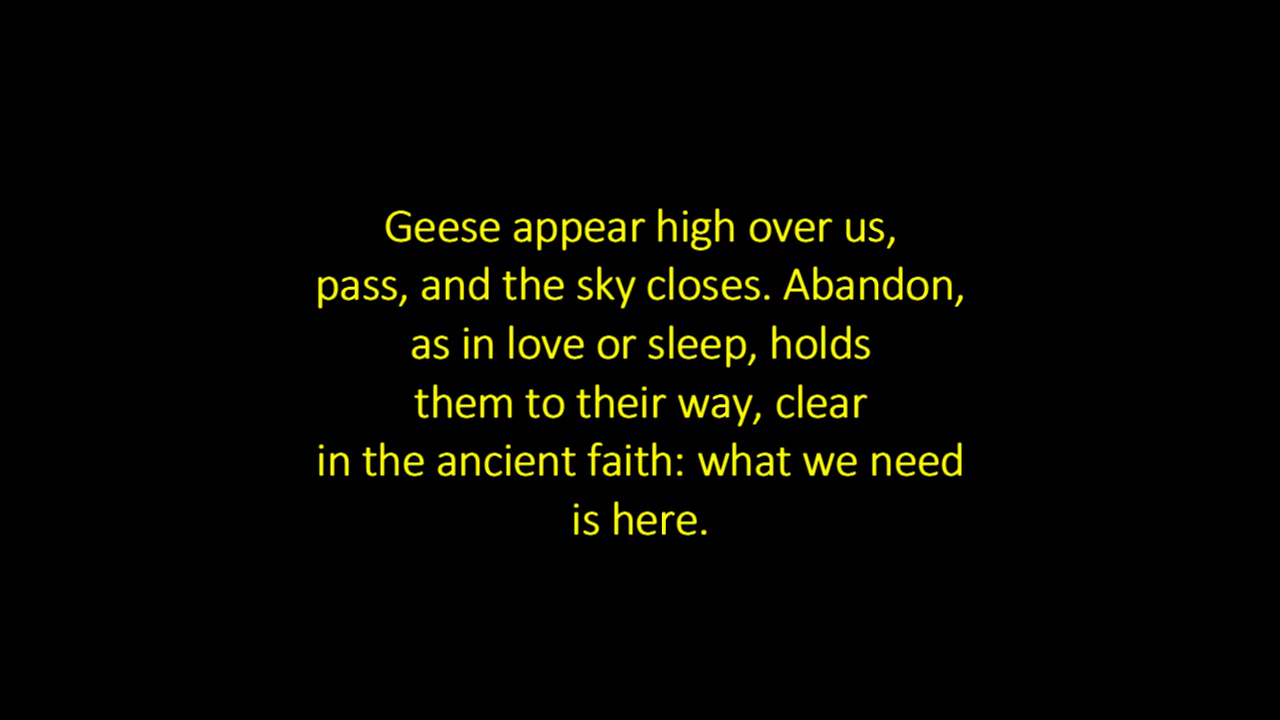 Geese appear high over us,
pass, and the sky closes. Abandon,
as in love or sleep, holds
them to their way, clear
in the ancient faith: what we need
is here.